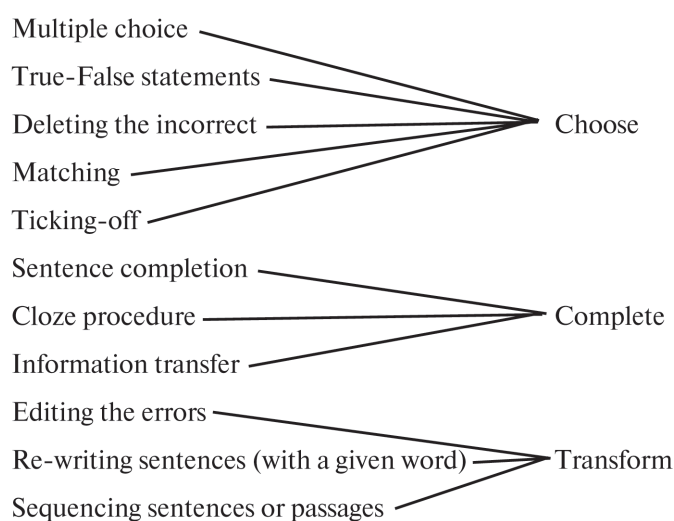 Multiple choice
True-False statements
Deleting the incorrect Choose
Matching
Ticking-off
Sentence completion
Cloze procedure Complete
Information transfer
Editing the errors
Re-writing sentences (with a given word) Transform
Sequencing sentences or passages